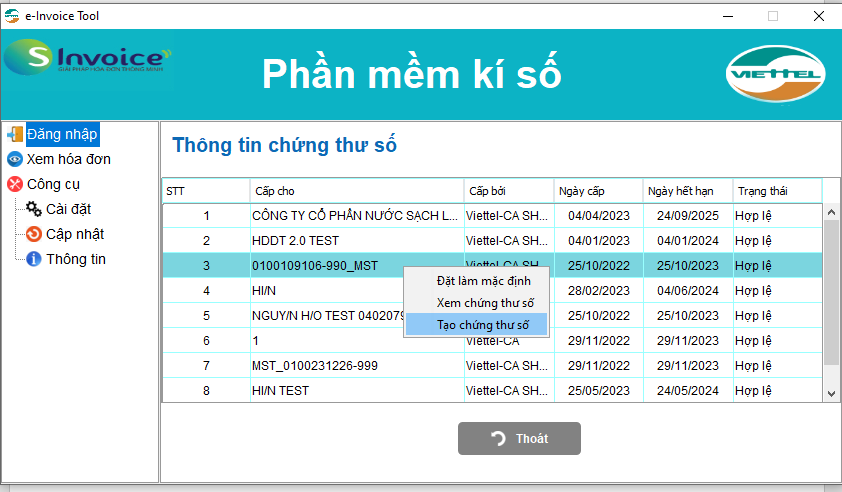 e-Invoice Tool
S Invoice
GIẢI PHÁP HÓA ĐƠN THÔNG MINH
Phần mềm kí số
VIETTEL
Đăng nhập
Xem hóa đơn
Công cụ
Cài đặt
Cập nhật
Thông tin
Thông tin chứng thư số
STT Cấp cho Cấp bởi Ngày cấp Ngày hết hạn Trạng thái
1 CÔNG TY CỔ PHẦN NƯỚC SẠCH L... Viettel-CA SH... 04/04/2023 24/09/2025 Hợp lệ
2 HDDT 2.0 TEST Viettel-CA SH... 04/01/2023 04/01/2024 Hợp lệ
3 0100109106-990_MST Viettel-CA SH... 25/10/2022 25/10/2023 Hợp lệ
4 HI/N 28/02/2023 04/06/2024 Hợp lệ
5 NGUY/N H/O TEST 0402079 25/10/2022 25/10/2023 Hợp lệ
6 1 Viettel-CA 29/11/2022 29/11/2023 Hợp lệ
7 MST_0100231226-999 Viettel-CA SH... 29/11/2022 29/11/2023 Hợp lệ
8 HI/N TEST Viettel-CA SH... 25/05/2023 24/05/2024 Hợp lệ
Đặt làm mặc định
Xem chứng thư số
Tạo chứng thư số
Thoát